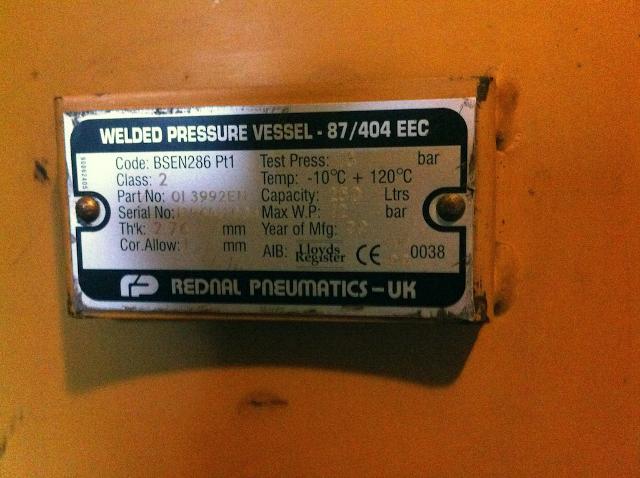 WELDED PRESSURE VESSEL - 87/404 EEC
Code: BSEN286 Pt1
Class: 2
Part No:
Serial No:
Th'k: mm
Cor.Allow: mm
Test Press: bar
Temp: -10°C + 120°C
Capacity: Ltrs
Max W.P: bar
Year of Mfg:
AIB: Lloyds Register CE 0038
rp REDNAL PNEUMATICS-UK